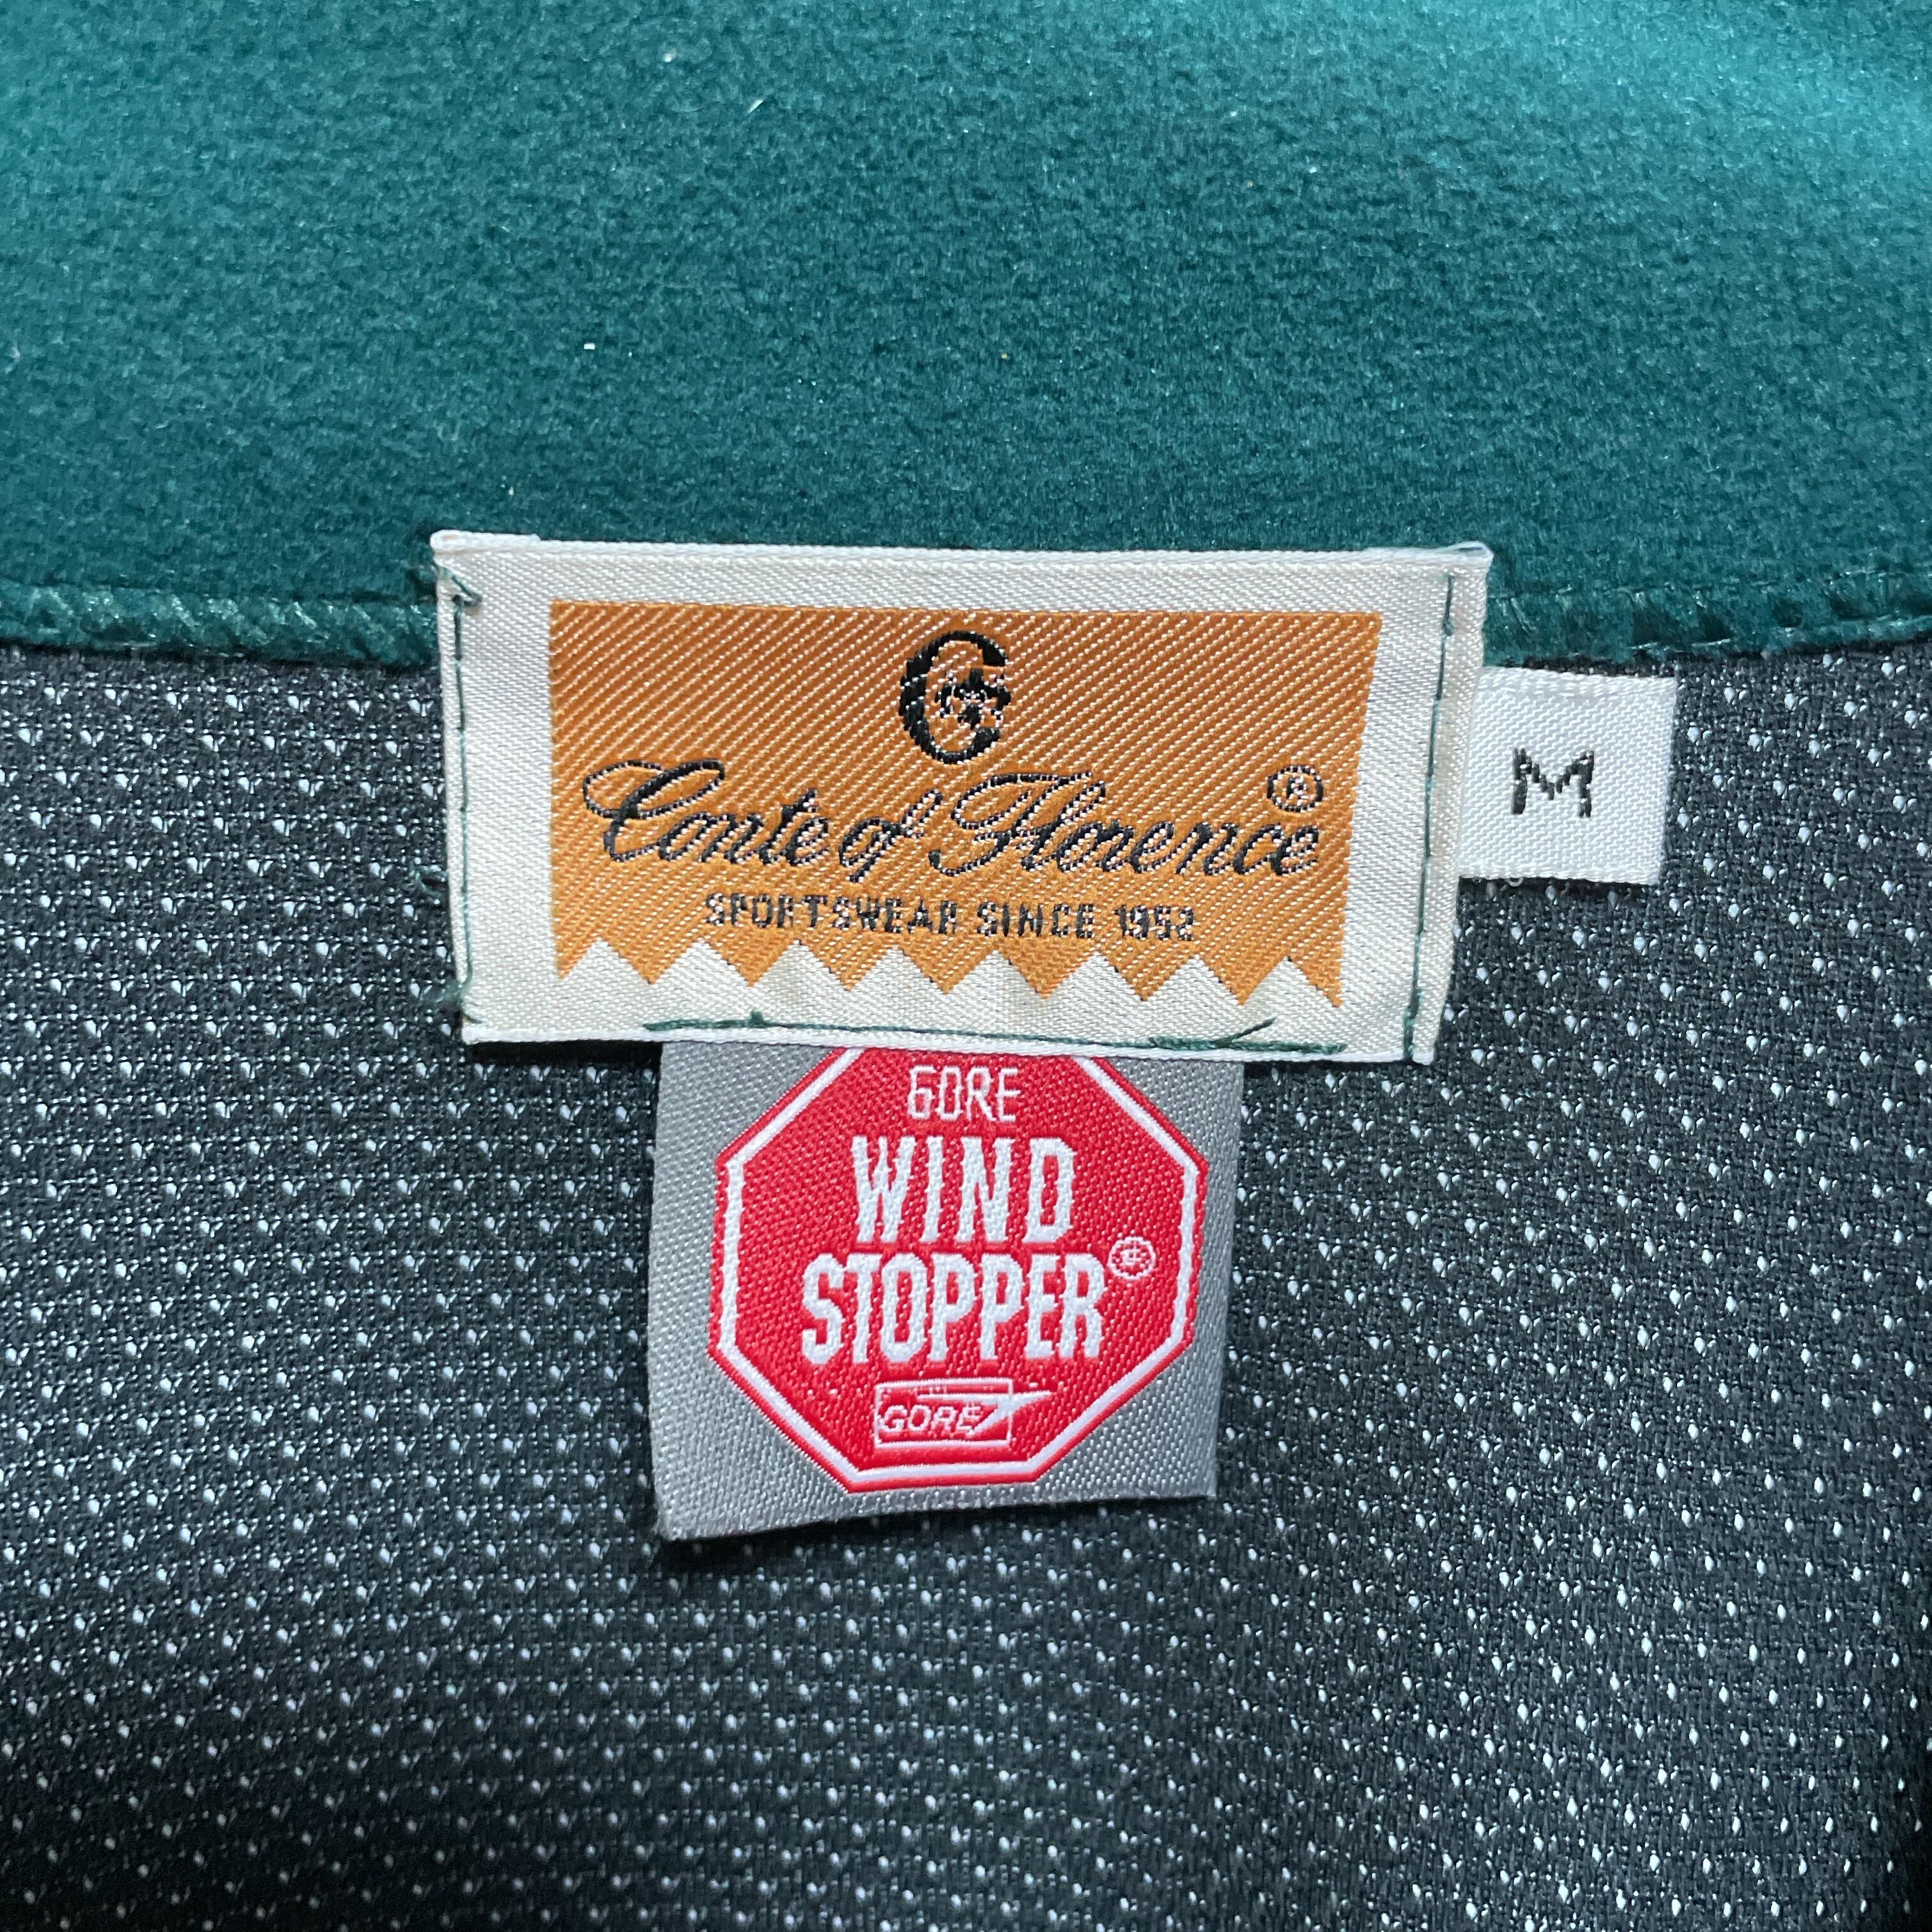 Conte of Florence ®
SPORTSWEAR SINCE 1952
M
GORE
WIND
STOPPER®
GORE